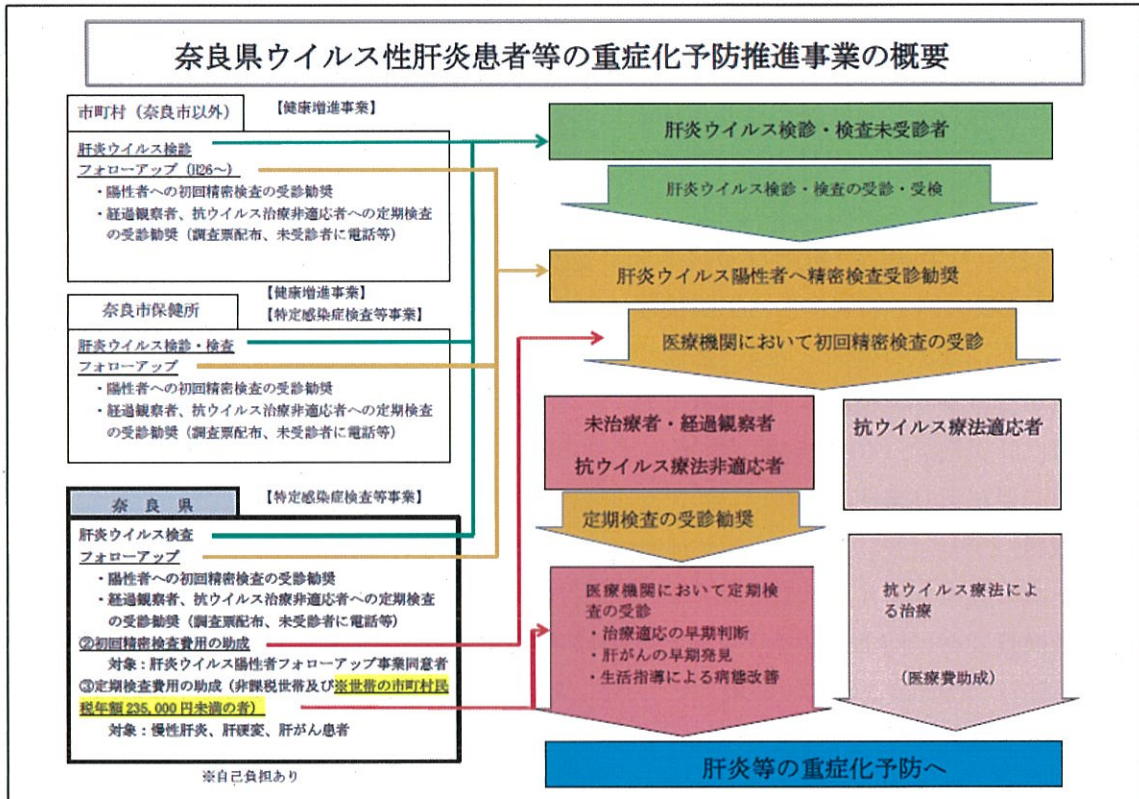 奈良県ウイルス性肝炎患者等の重症化予防推進事業の概要
市町村（奈良市以外）
【健康増進事業】
肝炎ウイルス検診
フォローアップ（H26～）
・陽性者への初回精密検査の受診勧奨
・経過観察者、抗ウイルス治療非適応者への定期検査
の受診勧奨（調査票配布、未受診者に電話等）
【健康増進事業】
奈良市保健所
【特定感染症検査等事業】
肝炎ウイルス検診・検査
フォローアップ
・陽性者への初回精密検査の受診勧奨
・経過観察者、抗ウイルス治療非適応者への定期検査
の受診勧奨（調査票配布、未受診者に電話等）
奈良県
【特定感染症検査等事業】
肝炎ウイルス検査
フォローアップ
・陽性者への初回精密検査の受診勧奨
・経過観察者、抗ウイルス治療非適応者への定期検査
の受診勧奨（調査票配布、未受診者に電話等）
②初回精密検査費用の助成
対象：肝炎ウイルス陽性者フォローアップ事業同意者
③定期検査費用の助成（非課税世帯及び※世帯の市町村民
税年額235,000円未満の者）
対象：慢性肝炎、肝硬変、肝がん患者
※自己負担あり
肝炎ウイルス検診・検査未受診者
肝炎ウイルス検診・検査の受診・受検
肝炎ウイルス陽性者へ精密検査受診勧奨
医療機関において初回精密検査の受診
未治療者・経過観察者
抗ウイルス療法非適応者
抗ウイルス療法適応者
定期検査の受診勧奨
医療機関において定期検
査の受診
・治療適応の早期判断
・肝がんの早期発見
・生活指導による病態改善
抗ウイルス療法によ
る治療
（医療費助成）
肝炎等の重症化予防へ